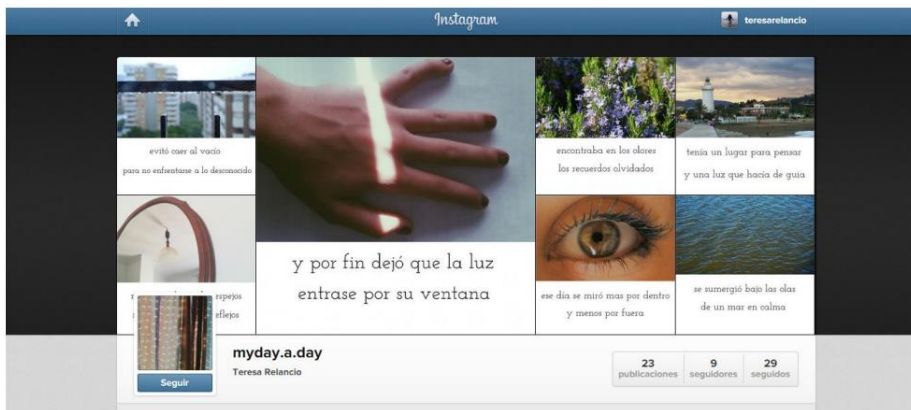 Instagram
teresarelancio
evitó caer al vacío
para no enfrentarse a lo desconocido
y por fin dejó que la luz
entrase por su ventana
encontraba en los olores
los recuerdos olvidados
tenía un lugar para pensar
y una luz que hacía de guia
espejos
eflejos
ese día se miró mas por dentro
y menos por fuera
se sumergió bajo las olas
de un mar en calma
myday.a.day
Teresa Relancio
Seguir
23
publicaciones
9
seguidores
29
seguidos